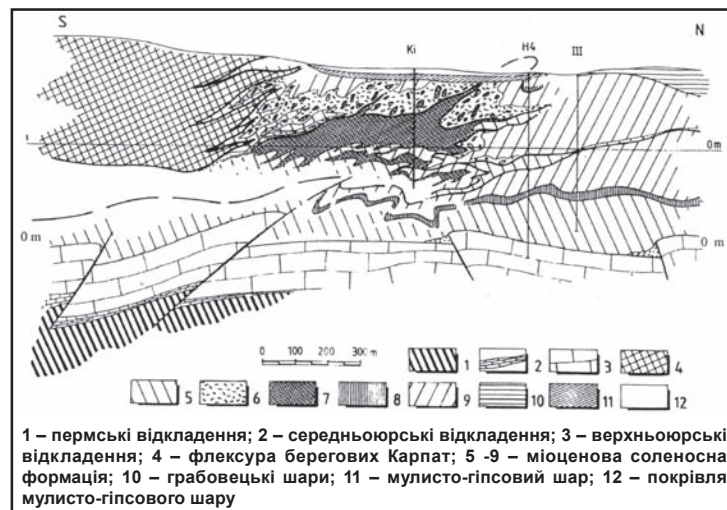 S N
Ki H4 III
0 m
0 m 0 m
0 100 200 300 m
1 2 3 4
5 6 7 8 9 10 11 12
1 – пермські відкладення; 2 – середньоюрські відкладення; 3 – верхньоюрські
відкладення; 4 – флексура берегових Карпат; 5 -9 – міоценова соленосна
формація; 10 – грабовецькі шари; 11 – мулисто-гіпсовий шар; 12 – покрівля
мулисто-гіпсового шару